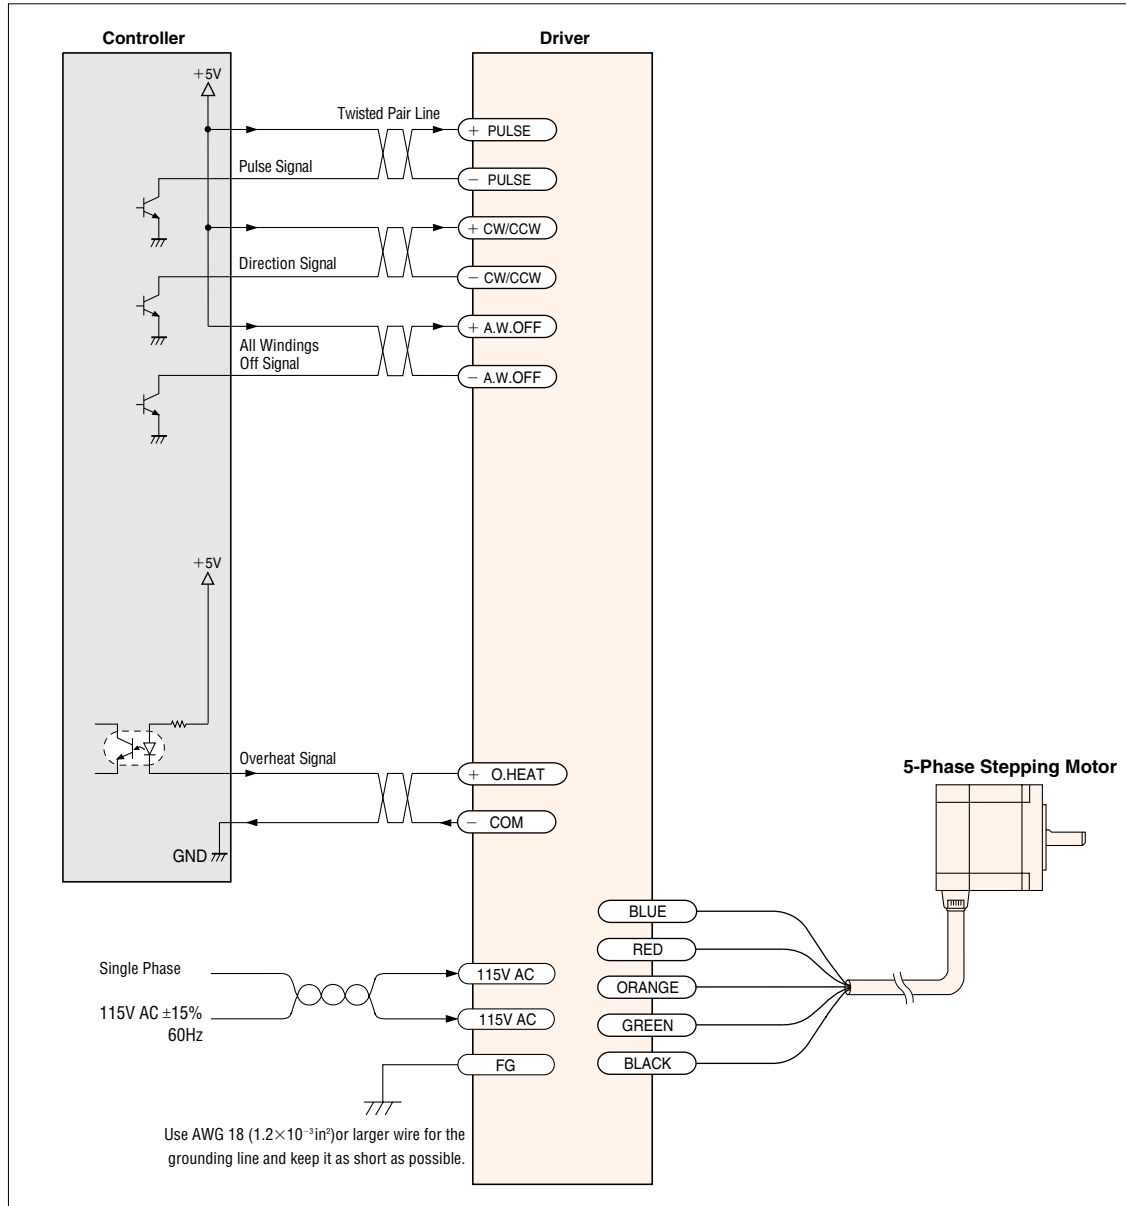 Controller
Driver
+5V
Twisted Pair Line
+ PULSE
Pulse Signal
− PULSE
+ CW/CCW
Direction Signal
− CW/CCW
+ A.W.OFF
All Windings
Off Signal
− A.W.OFF
+5V
Overheat Signal
+ O.HEAT
− COM
GND
5-Phase Stepping Motor
BLUE
RED
ORANGE
GREEN
BLACK
Single Phase
115V AC ±15%
60Hz
115V AC
115V AC
FG
Use AWG 18 (1.2×10⁻³in²)or larger wire for the
grounding line and keep it as short as possible.